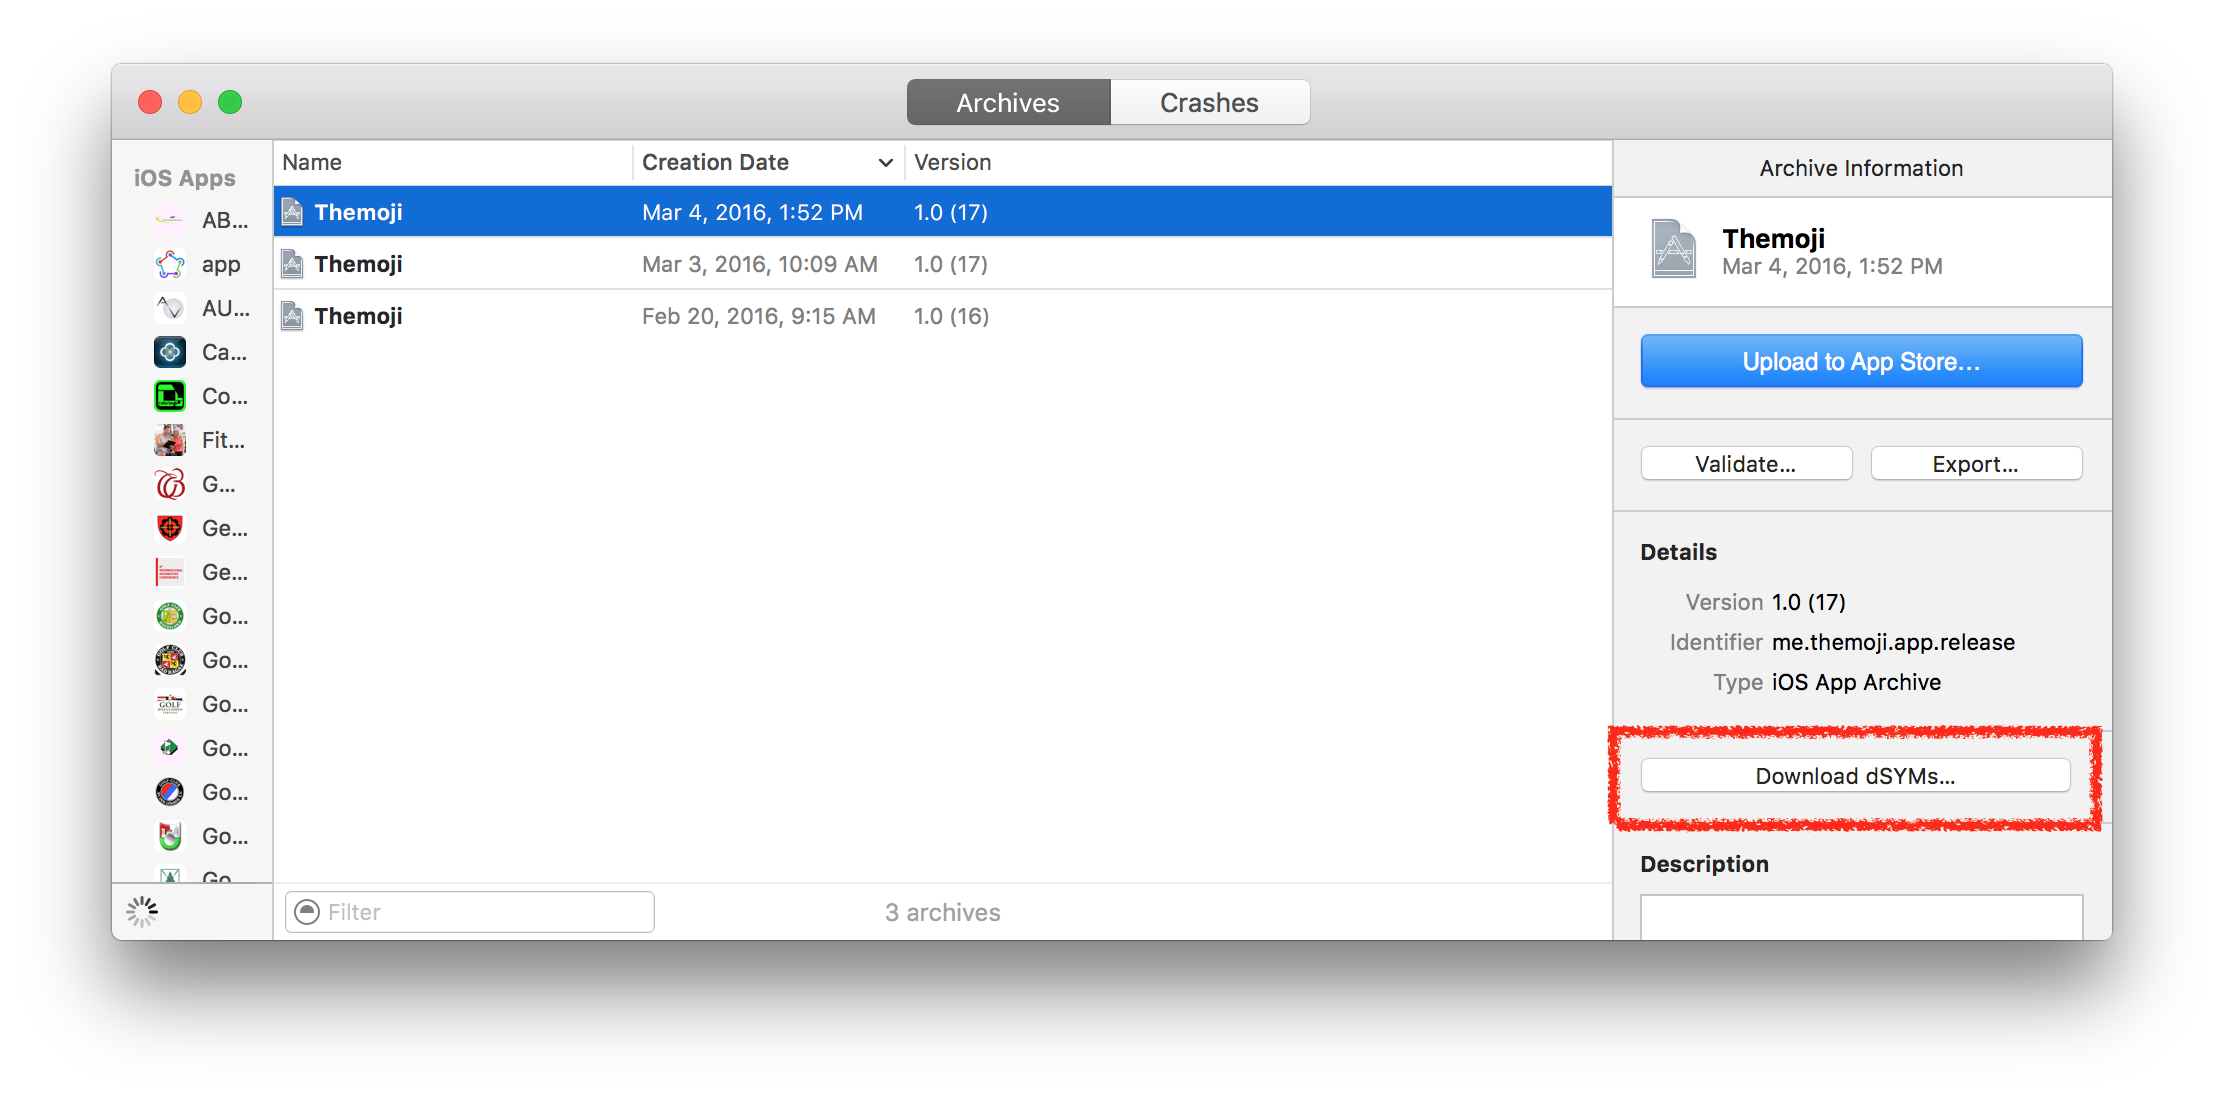 Archives
Crashes
iOS Apps
AB...
app
AU...
Ca...
Co...
Fit...
G...
Ge...
Ge...
Go...
Go...
GOLF
Go...
Go...
Go...
Go...
Go
Name
Creation Date
Version
Themoji
Mar 4, 2016, 1:52 PM
1.0 (17)
Themoji
Mar 3, 2016, 10:09 AM
1.0 (17)
Themoji
Feb 20, 2016, 9:15 AM
1.0 (16)
Filter
3 archives
Archive Information
Themoji
Mar 4, 2016, 1:52 PM
Upload to App Store...
Validate...
Export...
Details
Version 1.0 (17)
Identifier me.themoji.app.release
Type iOS App Archive
Download dSYMs...
Description